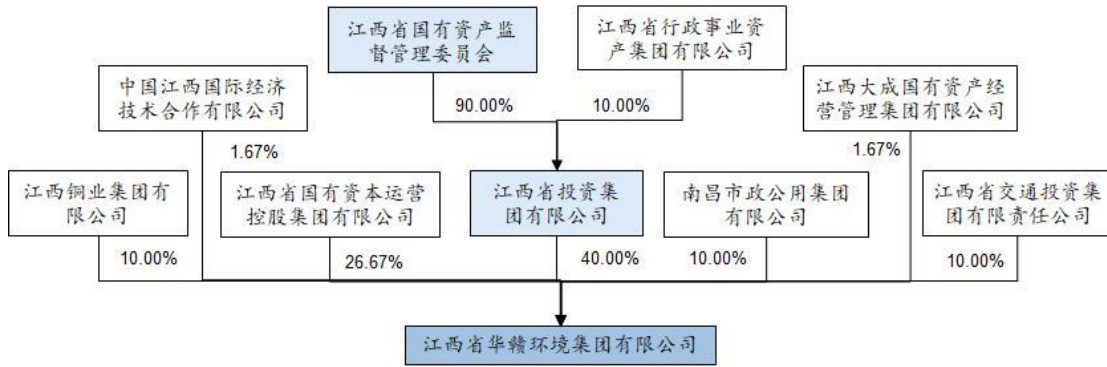 江西省国有资产监
督管理委员会
江西省行政事业资
产集团有限公司
中国江西国际经济
技术合作有限公司
90.00%
10.00%
江西大成国有资产经
营管理集团有限公司
1.67%
1.67%
江西铜业集团有
限公司
江西省国有资本运营
控股集团有限公司
江西省投资集
团有限公司
南昌市政公用集团
有限公司
江西省交通投资集
团有限责任公司
10.00%
26.67%
40.00%
10.00%
10.00%
江西省华赣环境集团有限公司